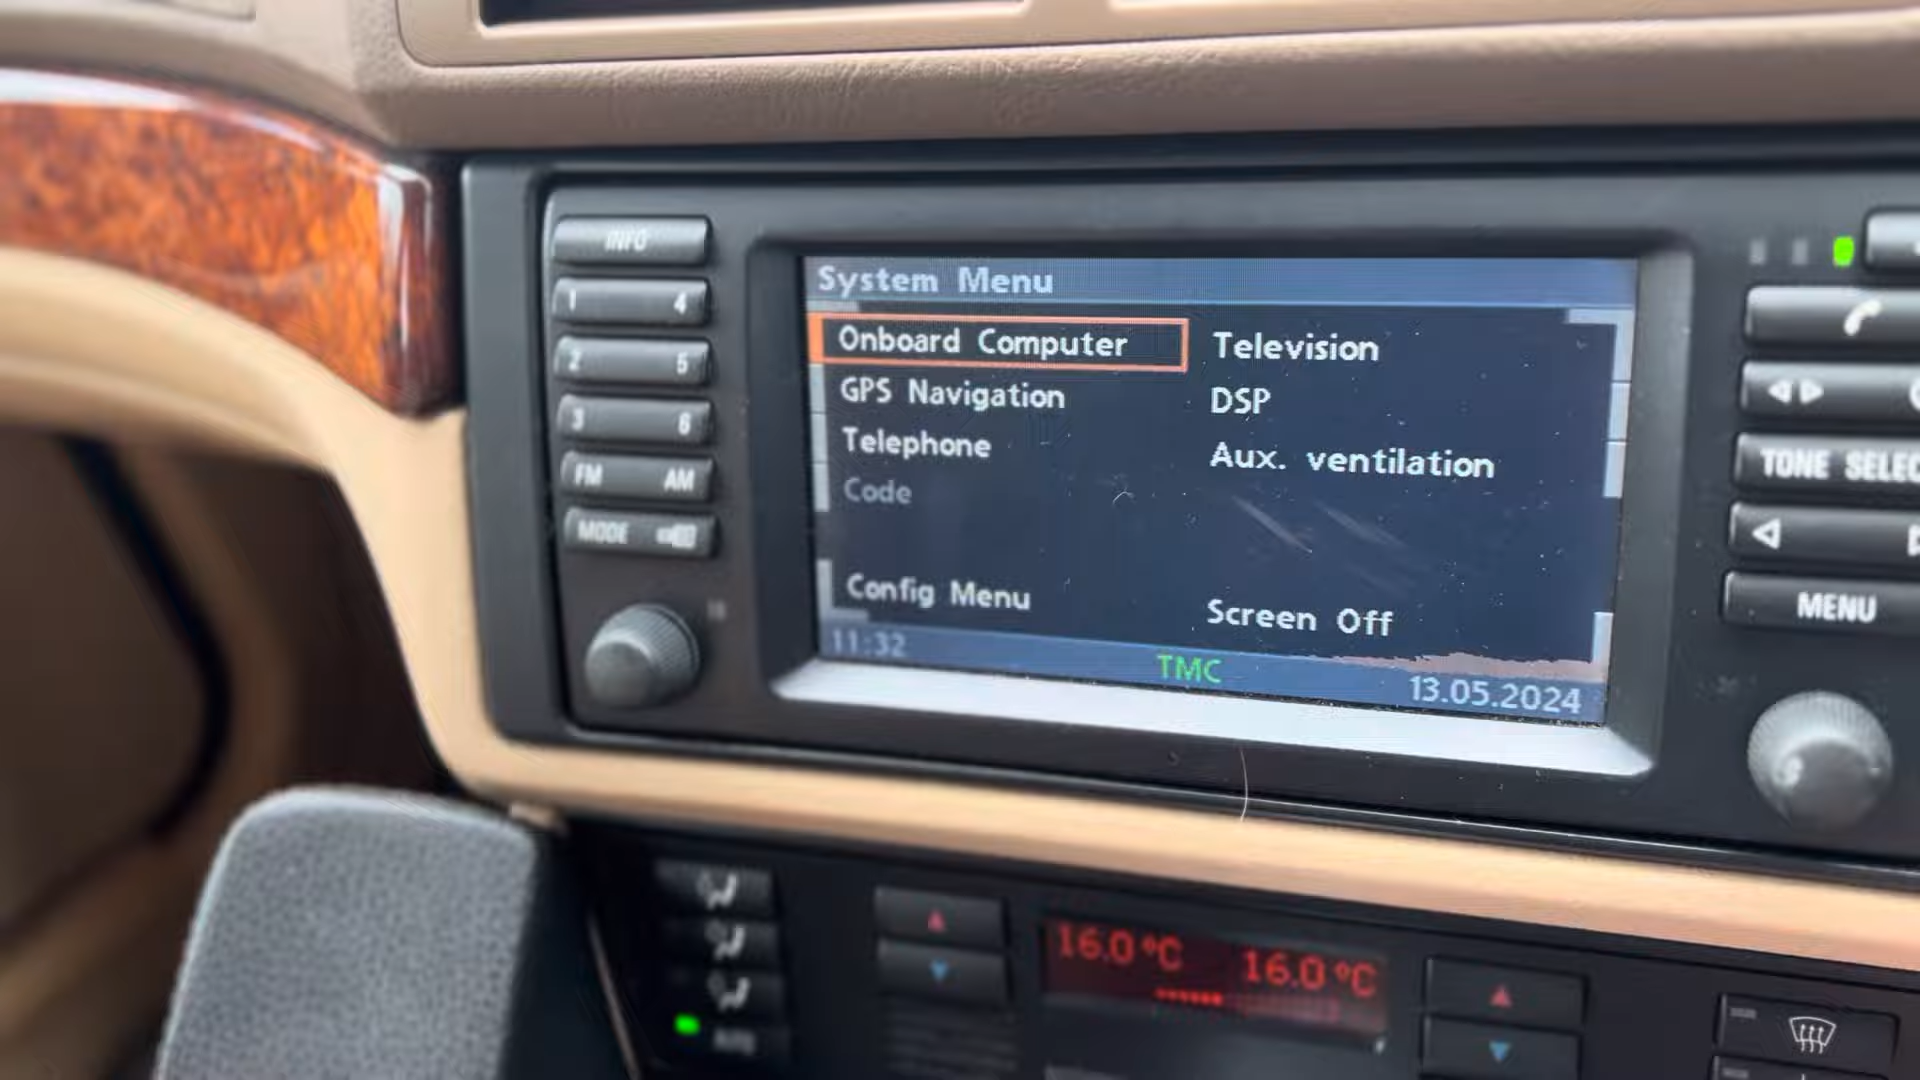 INFO
1 4
2 5
3 6
FM AM
MODE
System Menu
Onboard Computer
GPS Navigation
Telephone
Code
Config Menu
Television
DSP
Aux. ventilation
Screen Off
11:32
TMC
13.05.2024
TONE SELEC
MENU
16.0°C 16.0°C